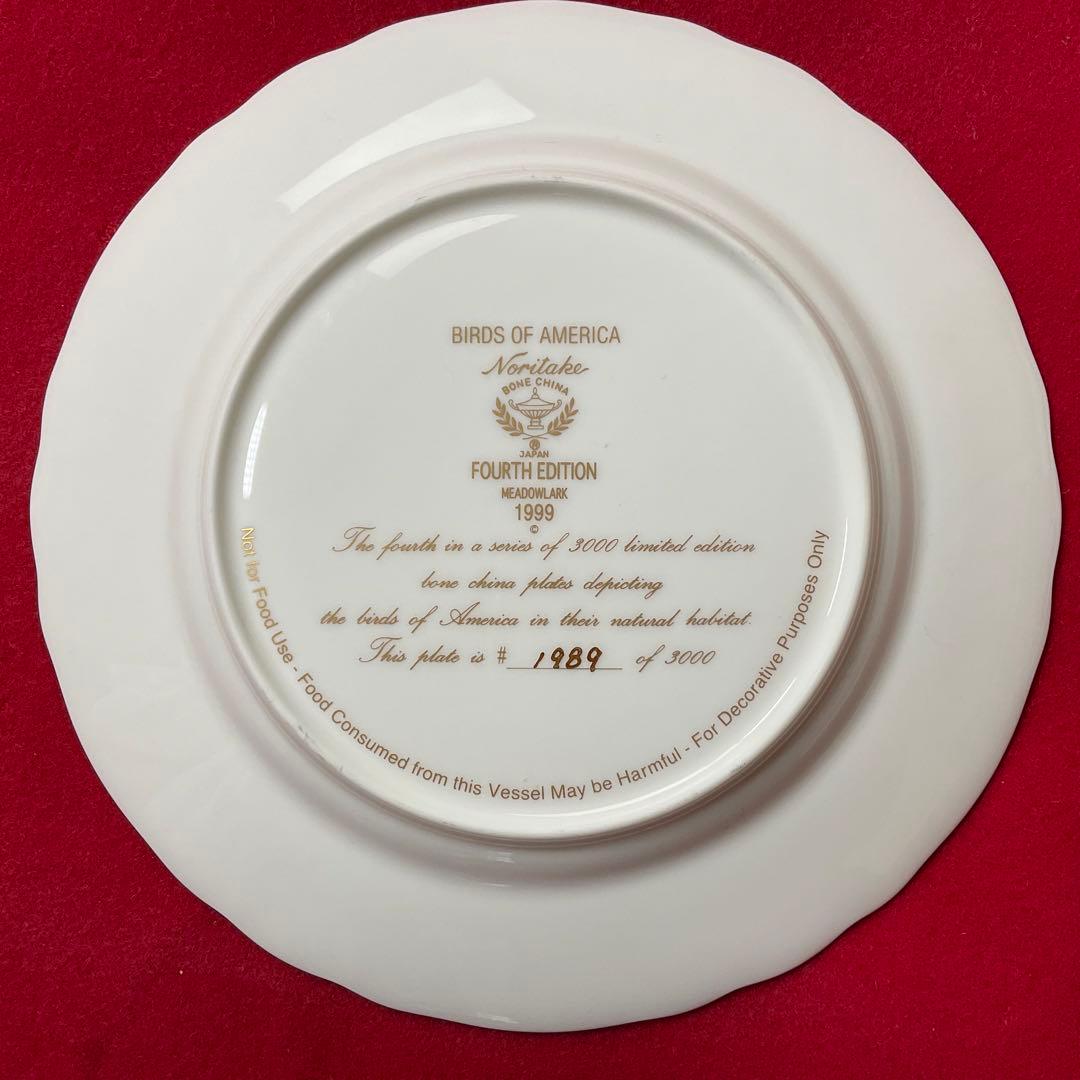 BIRDS OF AMERICA
Noritake
BONE CHINA
®
JAPAN
FOURTH EDITION
MEADOWLARK
1999
©
The fourth in a series of 3000 limited edition
bone china plates depicting
the birds of America in their natural habitat.
This plate is # 1989 of 3000
Not for Food Use - Food Consumed from this Vessel May be Harmful - For Decorative Purposes Only